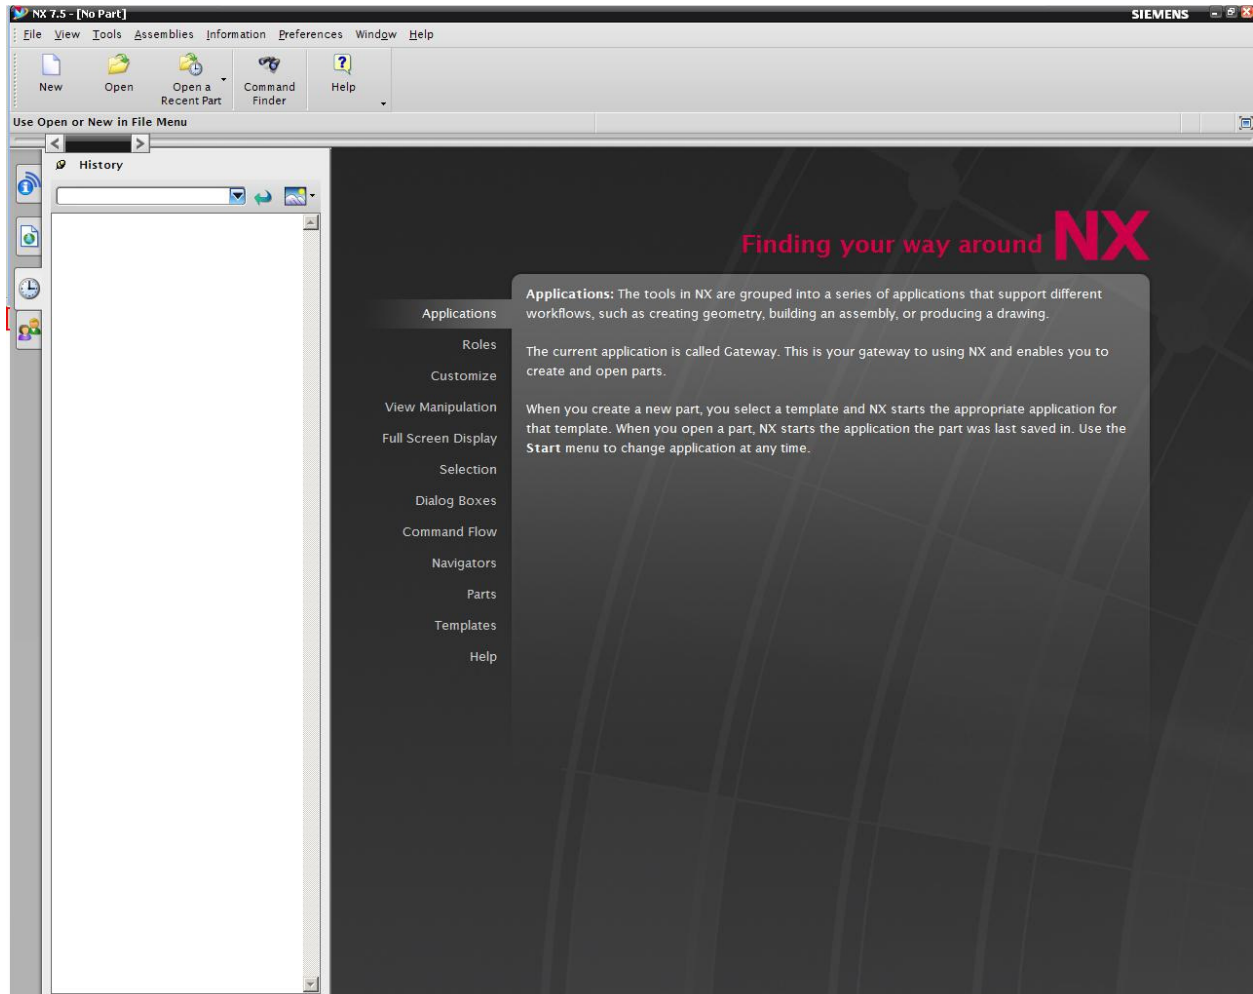 NX 7.5 - [No Part]
SIEMENS
File View Tools Assemblies Information Preferences Window Help
New
Open
Open a
Recent Part
Command
Finder
Help
Use Open or New in File Menu
History
Finding your way around NX
Applications
Roles
Customize
View Manipulation
Full Screen Display
Selection
Dialog Boxes
Command Flow
Navigators
Parts
Templates
Help
Applications: The tools in NX are grouped into a series of applications that support different
workflows, such as creating geometry, building an assembly, or producing a drawing.
The current application is called Gateway. This is your gateway to using NX and enables you to
create and open parts.
When you create a new part, you select a template and NX starts the appropriate application for
that template. When you open a part, NX starts the application the part was last saved in. Use the
Start menu to change application at any time.